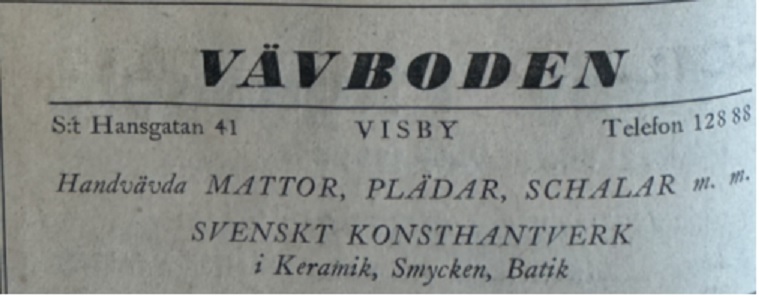 VÄVBODEN
S:t Hansgatan 41 VISBY Telefon 128 88
Handvävda MATTOR, PLÄDAR, SCHALAR m. m.
SVENSKT KONSTHANTVERK
i Keramik, Smycken, Batik